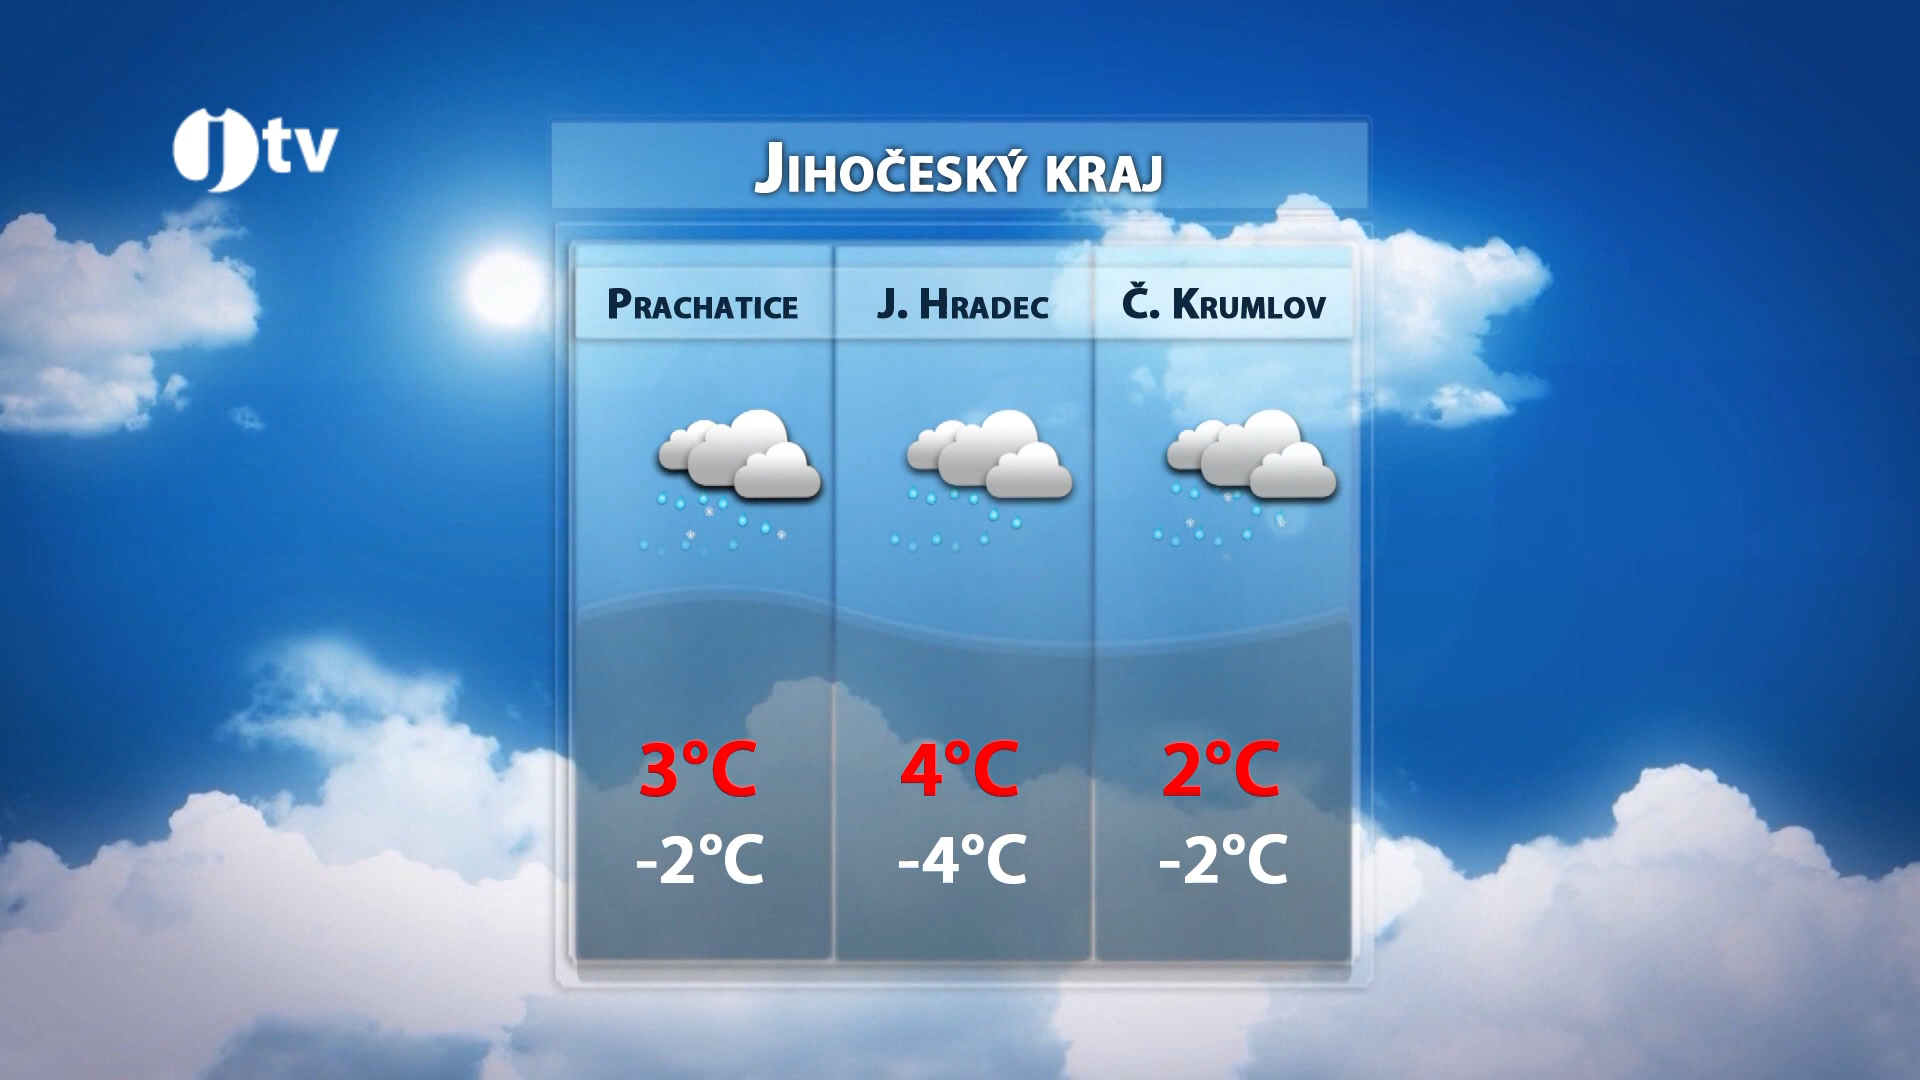 jtv
Jihočeský kraj
Prachatice J. Hradec Č. Krumlov
3°C 4°C 2°C
-2°C -4°C -2°C